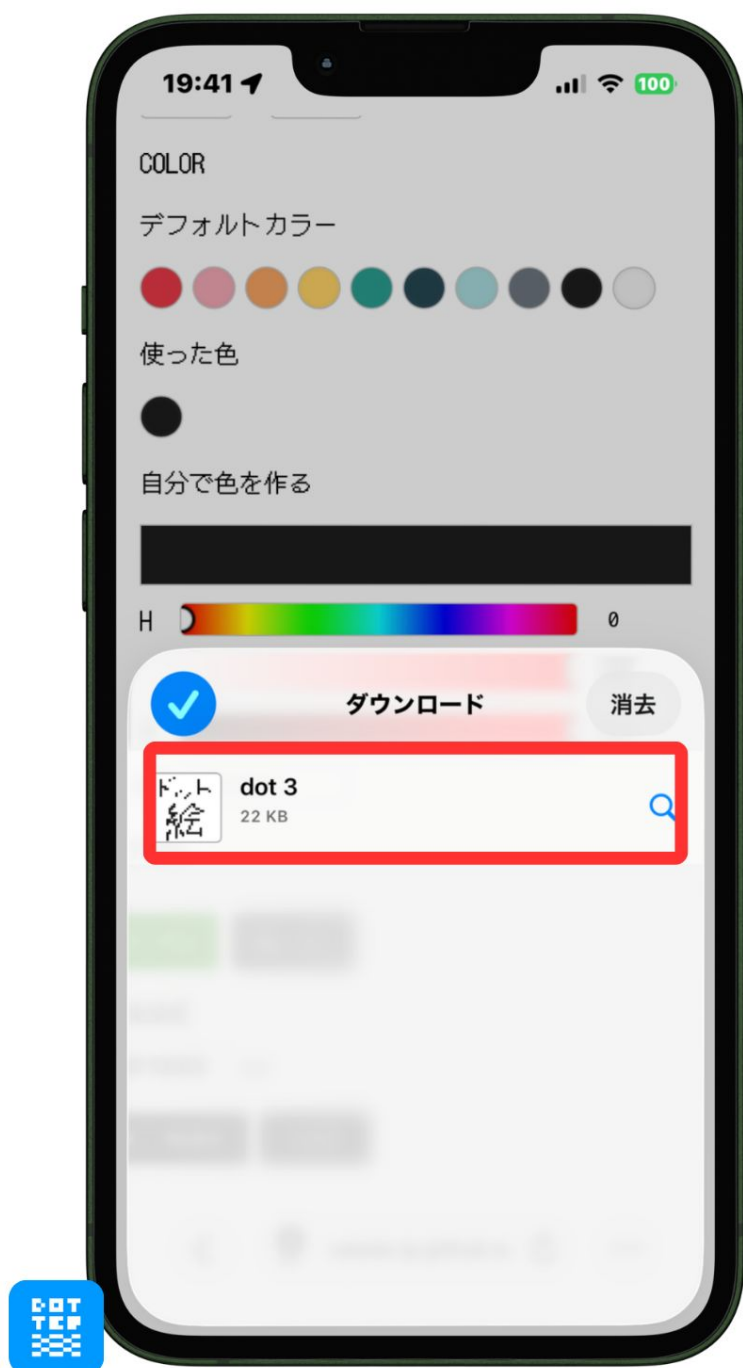 19:41
100
COLOR
デフォルトカラー
使った色
自分で色を作る
H
0
ダウンロード
消去
ドット
絵
dot 3
22 KB
DOT